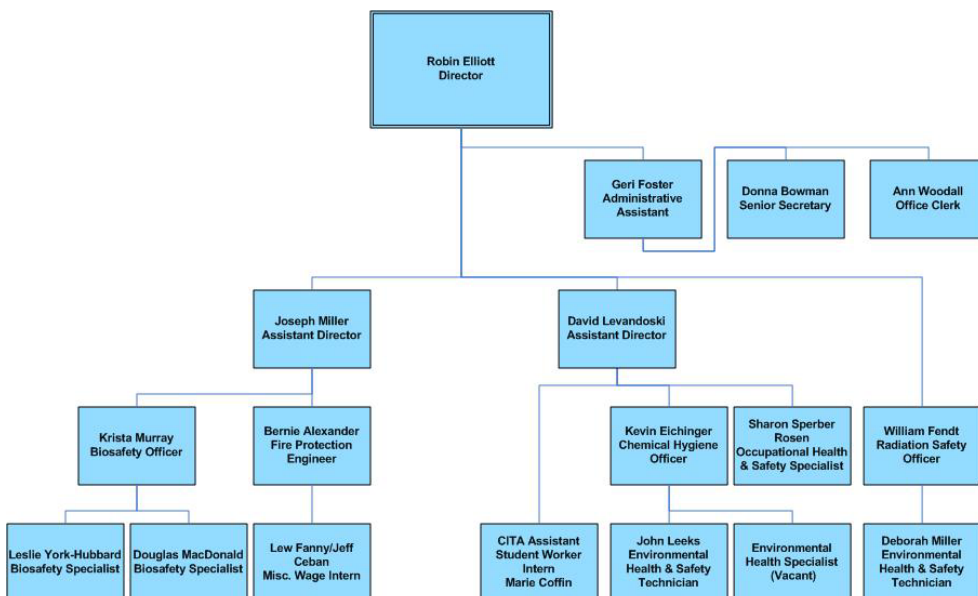 Robin Elliott
Director
Geri Foster
Administrative
Assistant
Donna Bowman
Senior Secretary
Ann Woodall
Office Clerk
Joseph Miller
Assistant Director
David Levandoski
Assistant Director
Krista Murray
Biosafety Officer
Bernie Alexander
Fire Protection
Engineer
Kevin Eichinger
Chemical Hygiene
Officer
Sharon Sperber
Rosen
Occupational Health
& Safety Specialist
William Fendt
Radiation Safety
Officer
Leslie York-Hubbard
Biosafety Specialist
Douglas MacDonald
Biosafety Specialist
Lew Fanny/Jeff
Ceban
Misc. Wage Intern
CITA Assistant
Student Worker
Intern
Marie Coffin
John Leeks
Environmental
Health & Safety
Technician
Environmental
Health Specialist
(Vacant)
Deborah Miller
Environmental
Health & Safety
Technician